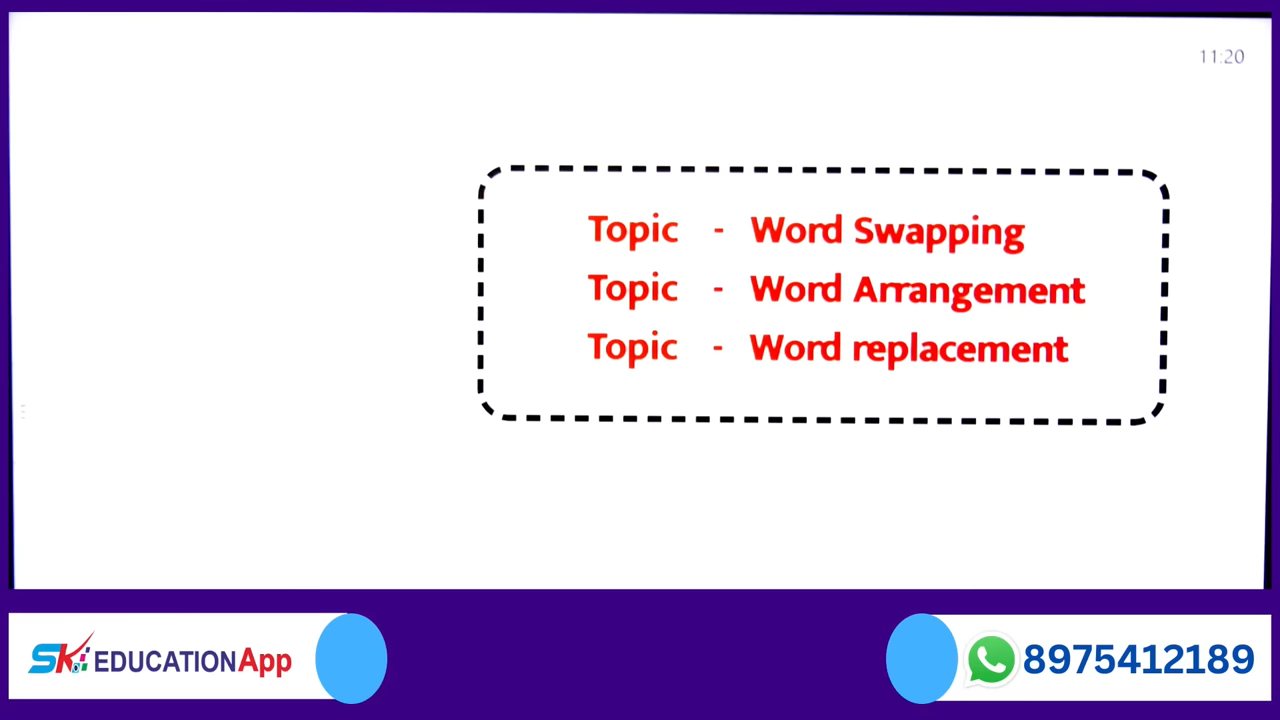 11:20
Topic - Word Swapping
Topic - Word Arrangement
Topic - Word replacement
SK EDUCATIONApp
8975412189